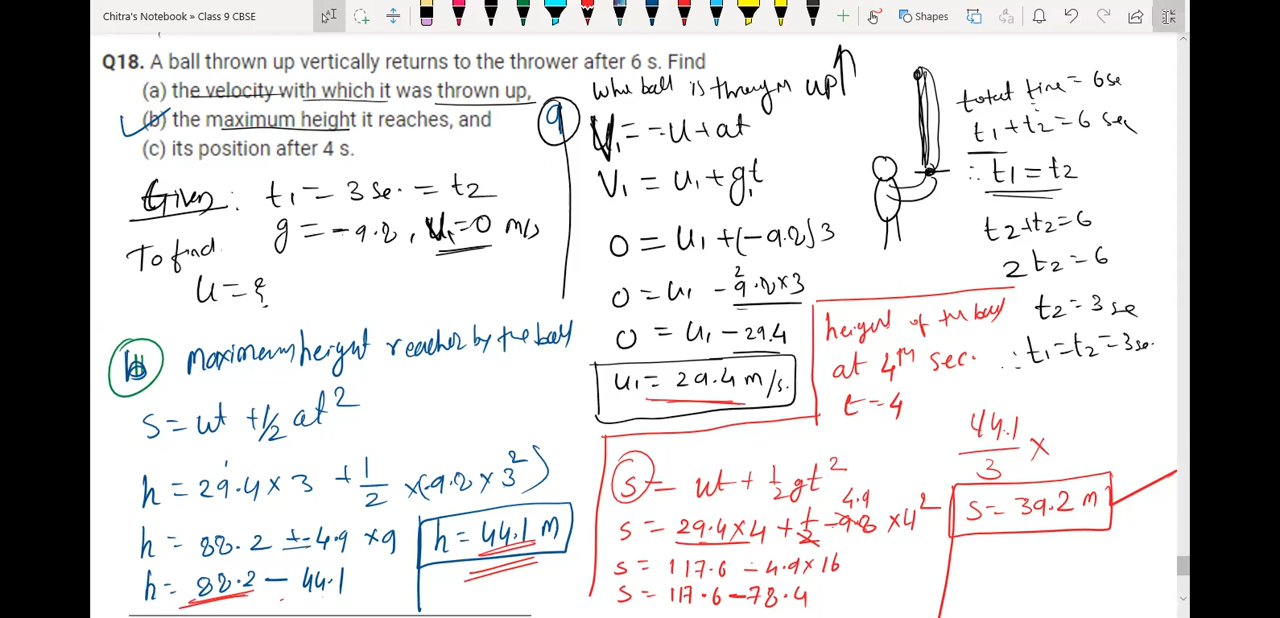 Chitra's Notebook » Class 9 CBSE
Shapes
Q18. A ball thrown up vertically returns to the thrower after 6 s. Find
(a) the velocity with which it was thrown up,
(b) the maximum height it reaches, and
(c) its position after 4 s.
Given: t1 = 3 se. = t2
g = -9.8, V1=0 m/s
To find
u = ?
a
ball is thrown up ↑
V1 = -u+at
V1 = u1 + gt1
0 = u1 + (-9.8)3
0 = u1 - 9.8×3
0 = u1 - 29.4
u1 = 29.4 m/s.
total time = 6se
t1 + t2 = 6 sec
∴ t1 = t2
t2+t2 = 6
2 t2 = 6
t2 = 3 se
∴ t1 = t2 = 3 se.
b maximum height reached by the ball
s = ut + 1/2 at²
h = 29.4 × 3 + 1/2 × (-9.8 × 3²)
h = 88.2 + -4.9 × 9
h = 88.2 - 44.1
h = 44.1 m
height of the ball
at 4th sec.
t = 4
s = ut + 1/2 gt²
4.9
s = 29.4 × 4 + 1/2 -9.8 × 4²
s = 117.6 - 4.9 × 16
s = 117.6 - 78.4
44.1/3 ×
s = 39.2 m